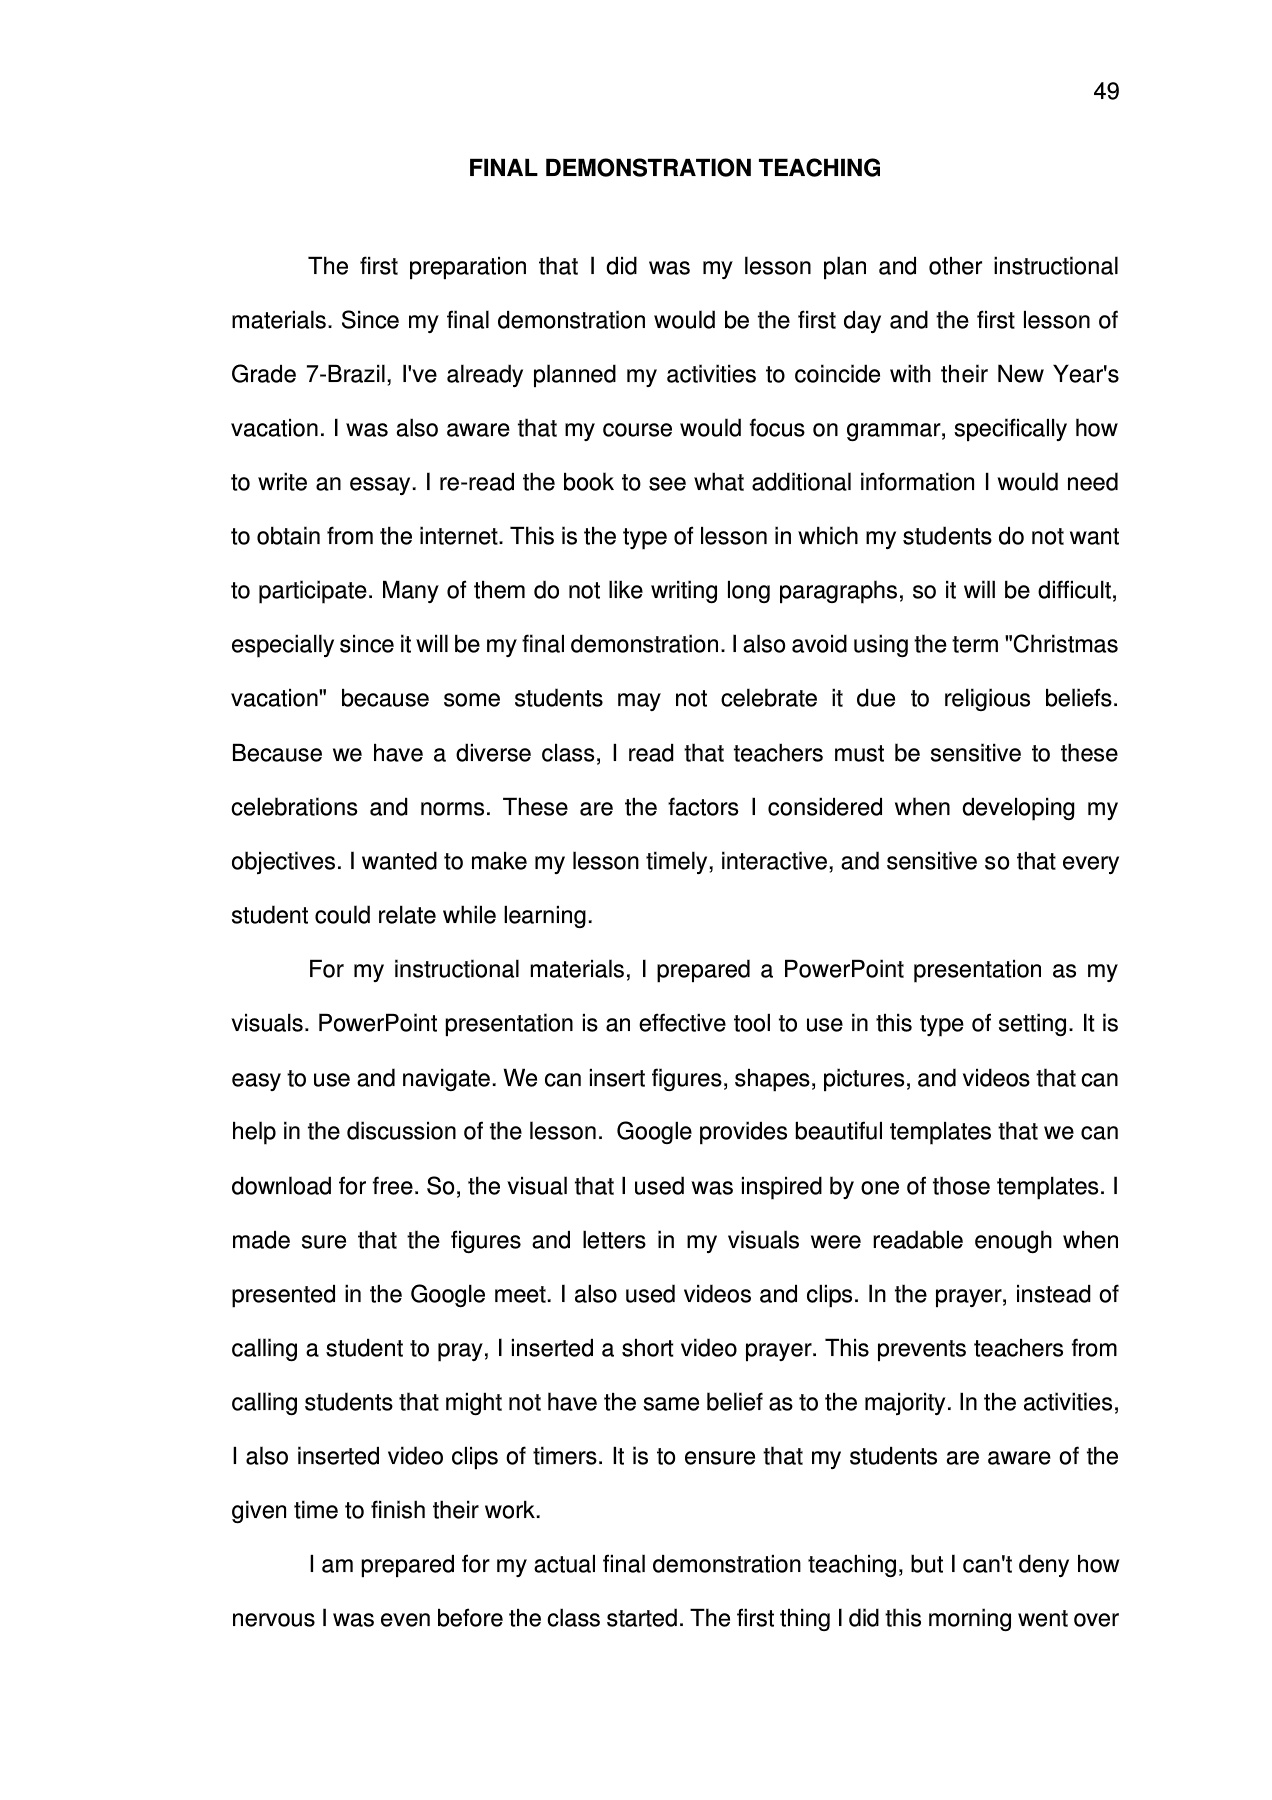 49
FINAL DEMONSTRATION TEACHING
The first preparation that I did was my lesson plan and other instructional
materials. Since my final demonstration would be the first day and the first lesson of
Grade 7-Brazil, I've already planned my activities to coincide with their New Year's
vacation. I was also aware that my course would focus on grammar, specifically how
to write an essay. I re-read the book to see what additional information I would need
to obtain from the internet. This is the type of lesson in which my students do not want
to participate. Many of them do not like writing long paragraphs, so it will be difficult,
especially since it will be my final demonstration. I also avoid using the term "Christmas
vacation" because some students may not celebrate it due to religious beliefs.
Because we have a diverse class, I read that teachers must be sensitive to these
celebrations and norms. These are the factors I considered when developing my
objectives. I wanted to make my lesson timely, interactive, and sensitive so that every
student could relate while learning.
For my instructional materials, I prepared a PowerPoint presentation as my
visuals. PowerPoint presentation is an effective tool to use in this type of setting. It is
easy to use and navigate. We can insert figures, shapes, pictures, and videos that can
help in the discussion of the lesson.  Google provides beautiful templates that we can
download for free. So, the visual that I used was inspired by one of those templates. I
made sure that the figures and letters in my visuals were readable enough when
presented in the Google meet. I also used videos and clips. In the prayer, instead of
calling a student to pray, I inserted a short video prayer. This prevents teachers from
calling students that might not have the same belief as to the majority. In the activities,
I also inserted video clips of timers. It is to ensure that my students are aware of the
given time to finish their work.
I am prepared for my actual final demonstration teaching, but I can't deny how
nervous I was even before the class started. The first thing I did this morning went over